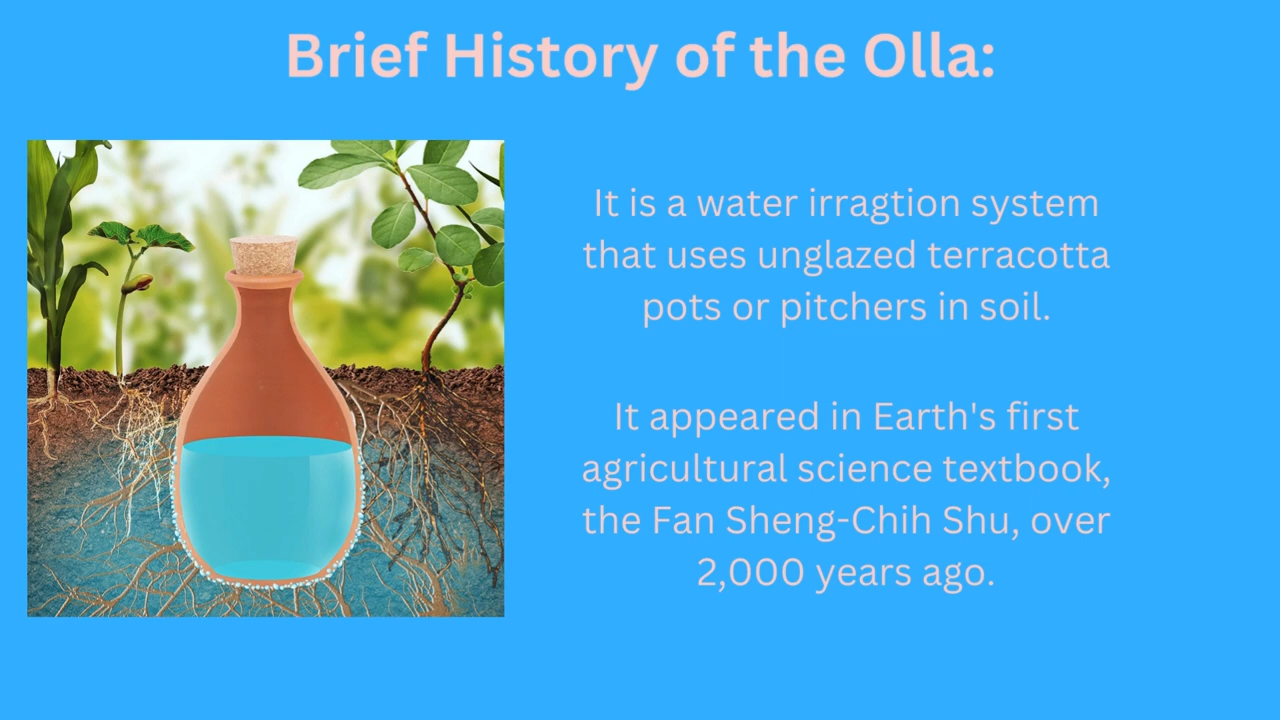 Brief History of the Olla:
It is a water irragtion system
that uses unglazed terracotta
pots or pitchers in soil.
It appeared in Earth's first
agricultural science textbook,
the Fan Sheng-Chih Shu, over
2,000 years ago.